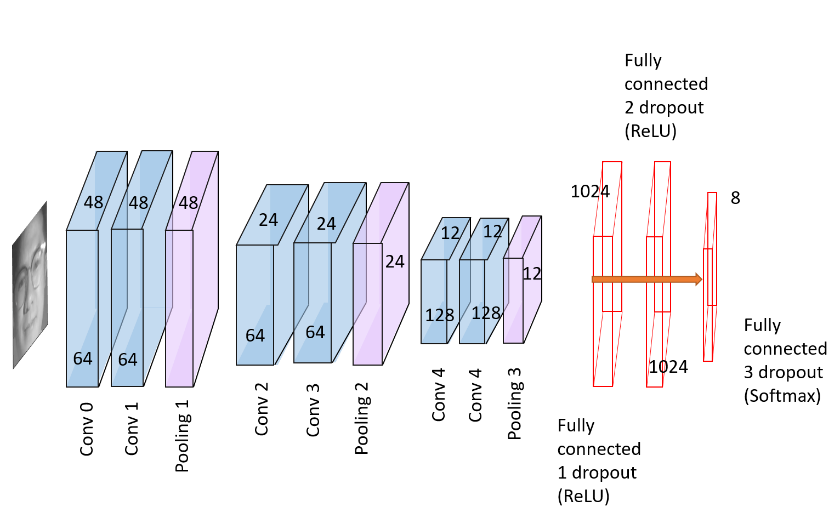 Fully
connected
2 dropout
(ReLU)
48
48
48
64
64
Conv 0
Conv 1
Pooling 1
24
24
24
64
64
Conv 2
Conv 3
Pooling 2
12
12
12
128
128
Conv 4
Conv 4
Pooling 3
1024
1024
8
Fully
connected
1 dropout
(ReLU)
Fully
connected
3 dropout
(Softmax)